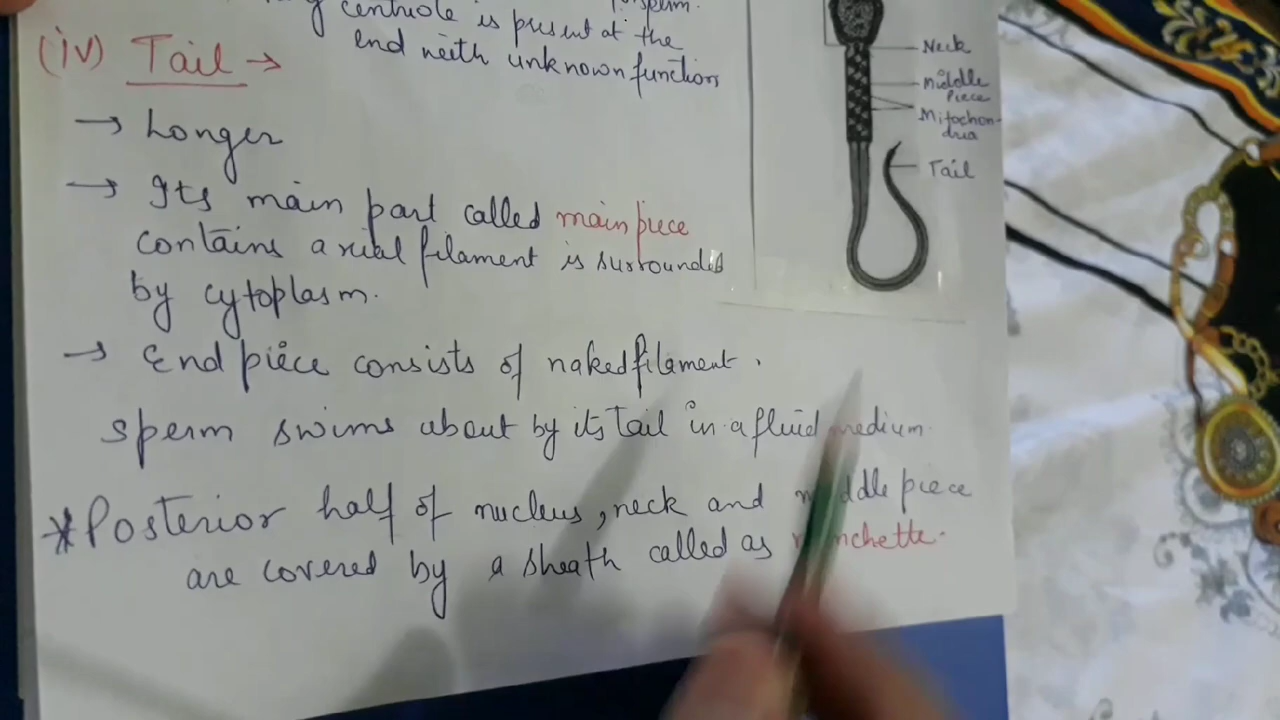 centriole is present at the
end with unknown function
sperm.
(iv) Tail →
→ Longer
→ Its main part called main piece
contains axial filament is surrounded
by cytoplasm.
→ End piece consists of naked filament.
sperm swims about by its Tail in a fluid medium.
* Posterior half of nucleus, neck and middle piece
are covered by a sheath called as manchette.
Neck
Middle
Piece
Mitochon-
dria
Tail